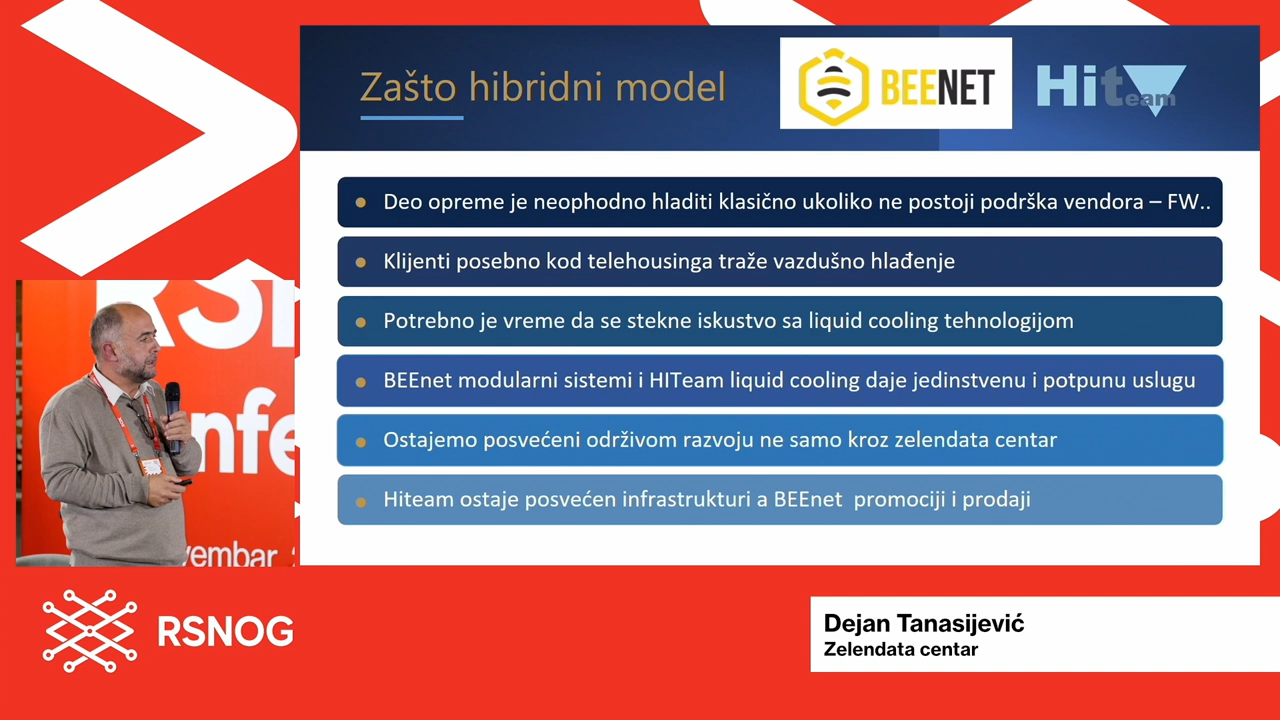 Zašto hibridni model
BEENET
Hit eam
Deo opreme je neophodno hladiti klasično ukoliko ne postoji podrška vendora – FW..
Klijenti posebno kod telehousinga traže vazdušno hlađenje
Potrebno je vreme da se stekne iskustvo sa liquid cooling tehnologijom
BEEnet modularni sistemi i HITeam liquid cooling daje jedinstvenu i potpunu uslugu
Ostajemo posvećeni održivom razvoju ne samo kroz zelendata centar
Hiteam ostaje posvećen infrastrukturi a BEEnet promociji i prodaji
RSNOG
Dejan Tanasijević
Zelendata centar